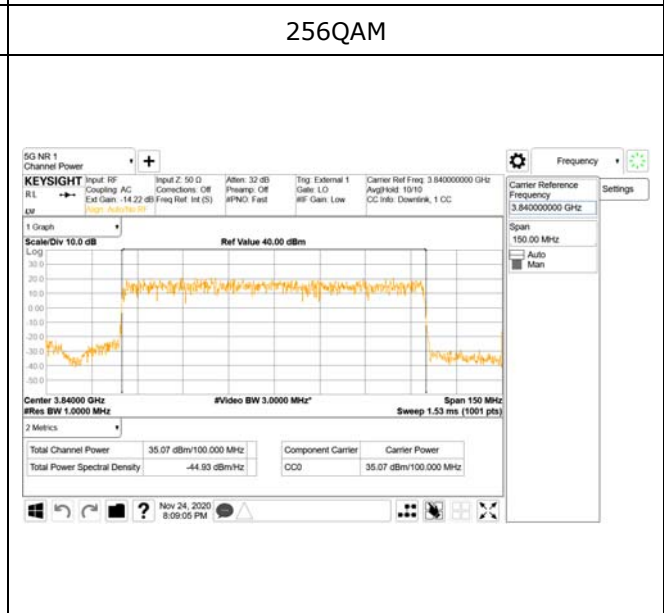 256QAM
5G NR 1
Channel Power
Frequency
KEYSIGHT
Input: RF
Input Z: 50 Ω
Atten: 32 dB
Trig: External 1
Carrier Ref Freq: 3.840000000 GHz
RL
Coupling: AC
Corrections: Off
Preamp: Off
Gate: LO
Avg|Hold: 10/10
Ext Gain: -14.22 dB
Freq Ref: Int (S)
#PNO: Fast
#IF Gain: Low
CC Info: Downlink, 1 CC
Align: Auto/No RF
Carrier Reference
Frequency
3.840000000 GHz
Settings
Span
150.00 MHz
Auto
Man
1 Graph
Scale/Div 10.0 dB
Ref Value 40.00 dBm
Log
30.0
20.0
10.0
0.00
-10.0
-20.0
-30.0
-40.0
-50.0
Center 3.84000 GHz
#Video BW 3.0000 MHz*
Span 150 MHz
#Res BW 1.0000 MHz
Sweep 1.53 ms (1001 pts)
2 Metrics
Total Channel Power
35.07 dBm/100.000 MHz
Component Carrier
Carrier Power
Total Power Spectral Density
-44.93 dBm/Hz
CC0
35.07 dBm/100.000 MHz
Nov 24, 2020
8:09:05 PM